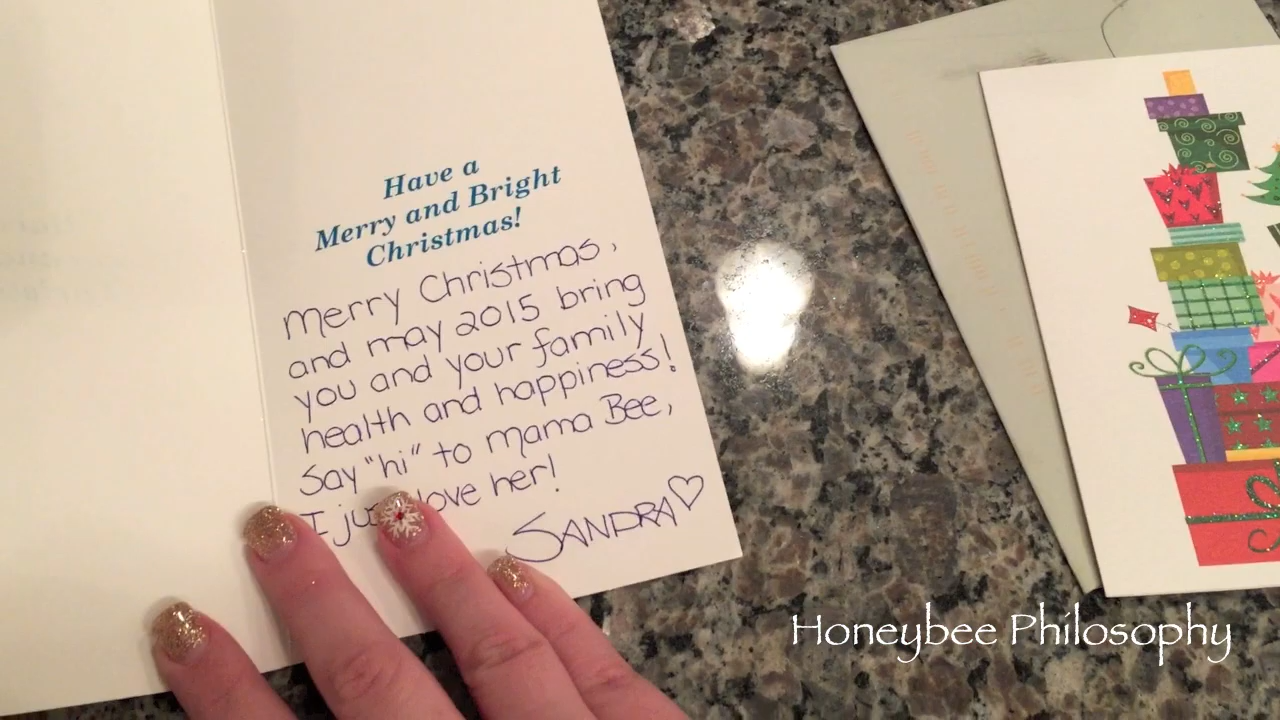 Have a
Merry and Bright
Christmas!
Merry Christmas,
and may 2015 bring
you and your family
health and happiness!
Say "hi" to Mama Bee,
I love her!
SANDRA
Honeybee Philosophy